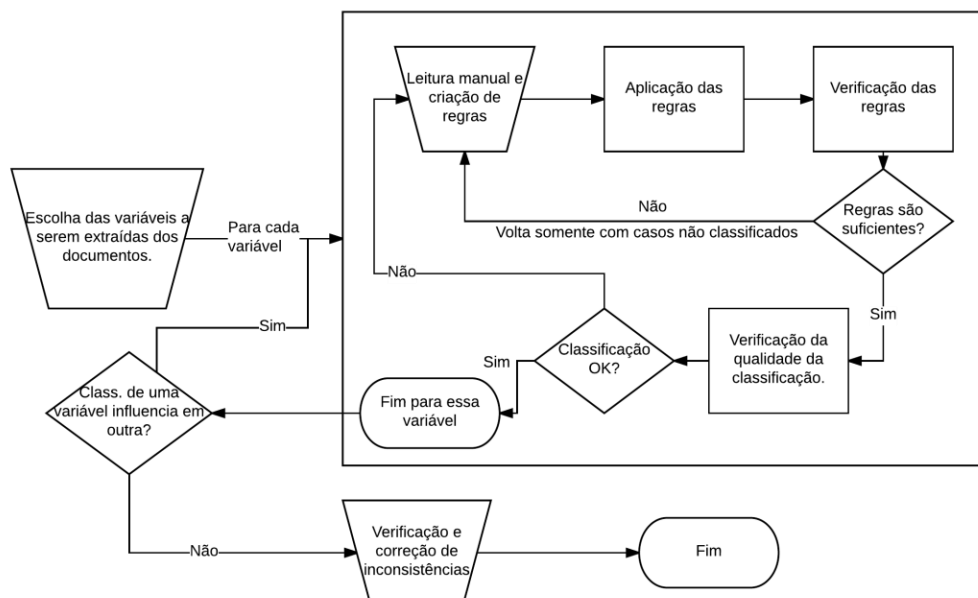 Leitura manual e
criação de
regras
Aplicação das
regras
Verificação das
regras
Escolha das variáveis a
serem extraídas dos
documentos.
Para cada
variável
Não
Volta somente com casos não classificados
Regras são
suficientes?
Não
Sim
Sim
Verificação da
qualidade da
classificação.
Classificação
OK?
Sim
Fim para essa
variável
Class. de uma
variável influencia em
outra?
Não
Verificação e
correção de
inconsistências
Fim